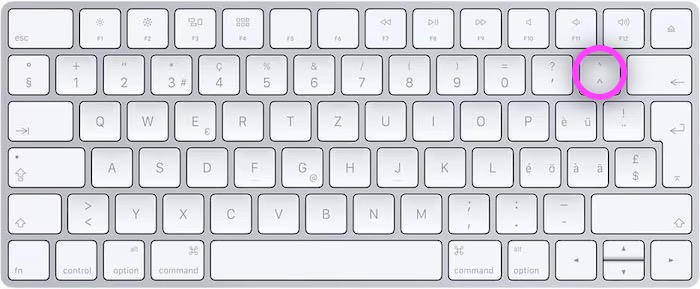 esc F1 F2 F3 F4 F5 F6 F7 F8 F9 F10 F11 F12
° + " * Ç % & / ( ) = ? `
§ 1 2 3 # 4 5 6 7 8 9 0 ' ^
Q W E € R T Z U I O P è ü ! ¨
* A S D F G @ H J K L é ö à ä £ $
> < Y X C V B N M ; , : . _ -
alt alt
fn control option command command option